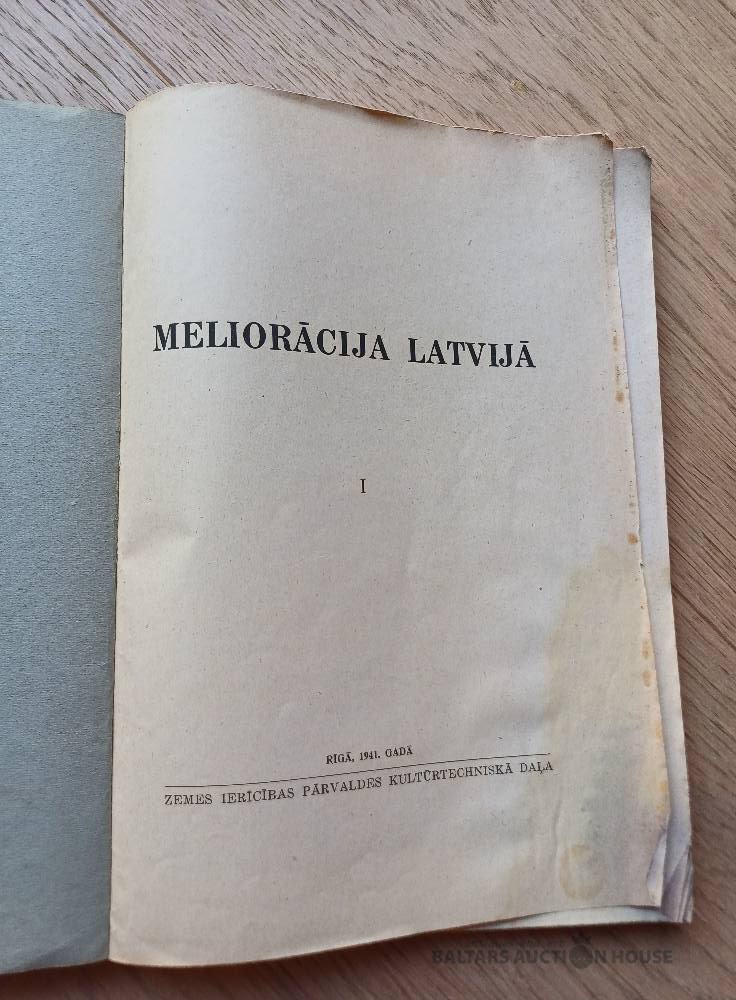 MELIORĀCIJA LATVIJĀ
I
RĪGĀ, 1941. GADĀ
ZEMES IERĪCĪBAS PĀRVALDES KULTŪRTECHNISKĀ DAĻA
BALTARS AUCTION HOUSE